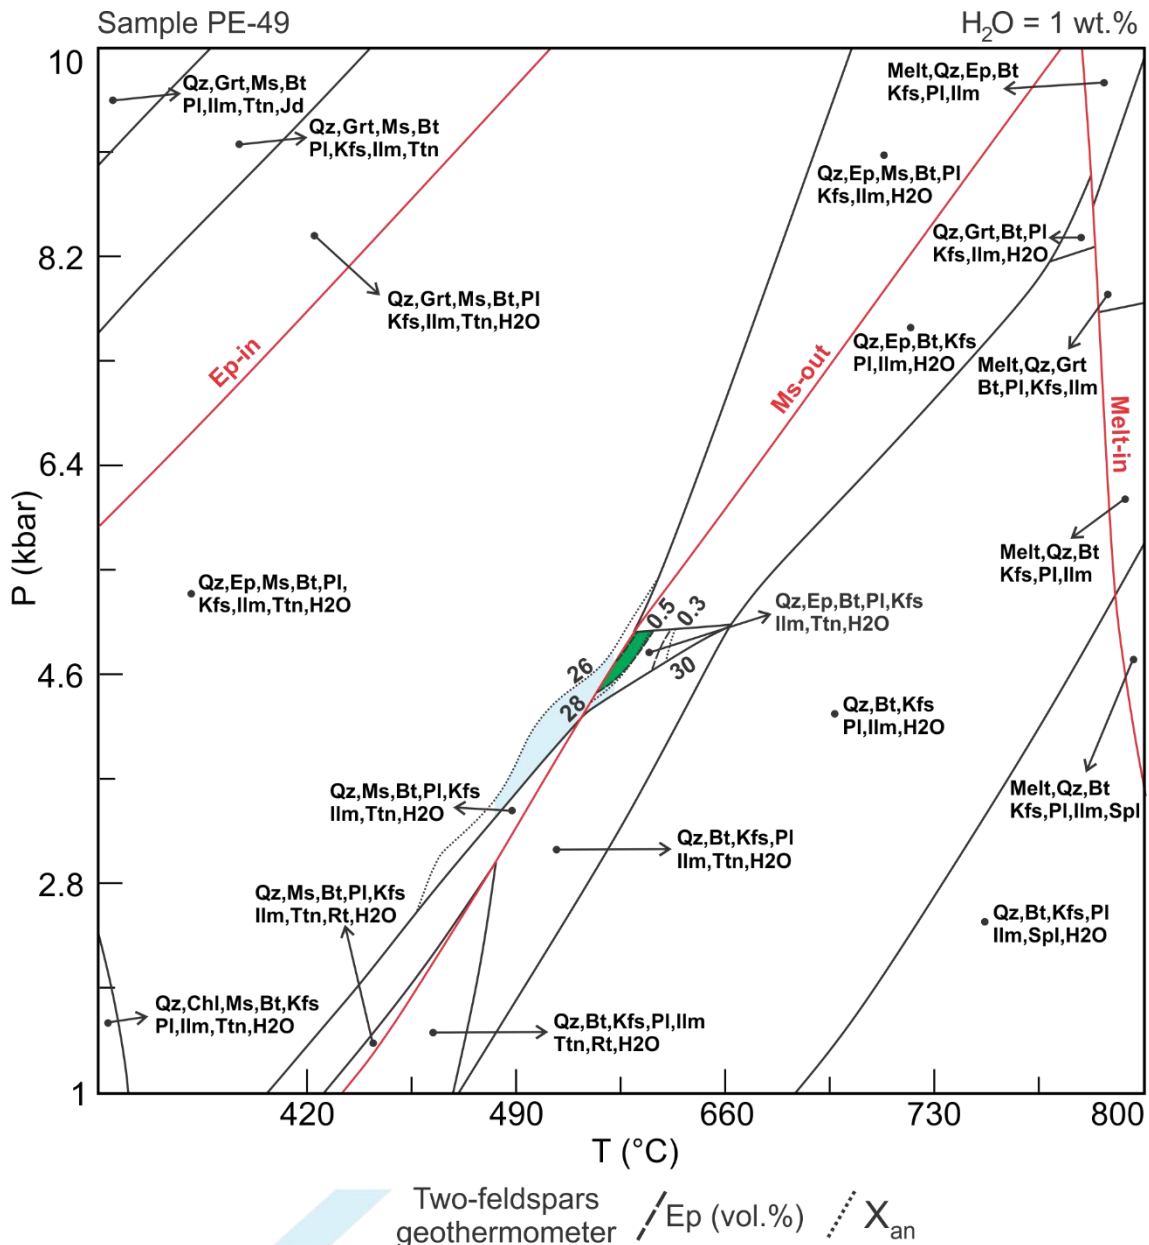 Sample PE-49
H2O = 1 wt.%
10
8.2
6.4
4.6
2.8
1
P (kbar)
Qz,Grt,Ms,Bt
Pl,Ilm,Ttn,Jd
Qz,Grt,Ms,Bt
Pl,Kfs,Ilm,Ttn
Melt,Qz,Ep,Bt
Kfs,Pl,Ilm
Qz,Ep,Ms,Bt,Pl
Kfs,Ilm,H2O
Qz,Grt,Bt,Pl
Kfs,Ilm,H2O
Qz,Grt,Ms,Bt,Pl
Kfs,Ilm,Ttn,H2O
Ep-in
Qz,Ep,Bt,Kfs
Pl,Ilm,H2O
Ms-out
Melt,Qz,Grt
Bt,Pl,Kfs,Ilm
Melt-in
Melt,Qz,Bt
Kfs,Pl,Ilm
Qz,Ep,Ms,Bt,Pl,
Kfs,Ilm,Ttn,H2O
Qz,Ep,Bt,Pl,Kfs
Ilm,Ttn,H2O
0.5
0.3
26
28
30
Qz,Bt,Kfs
Pl,Ilm,H2O
Qz,Ms,Bt,Pl,Kfs
Ilm,Ttn,H2O
Melt,Qz,Bt
Kfs,Pl,Ilm,Spl
Qz,Bt,Kfs,Pl
Ilm,Ttn,H2O
Qz,Ms,Bt,Pl,Kfs
Ilm,Ttn,Rt,H2O
Qz,Bt,Kfs,Pl
Ilm,Spl,H2O
Qz,Chl,Ms,Bt,Kfs
Pl,Ilm,Ttn,H2O
Qz,Bt,Kfs,Pl,Ilm
Ttn,Rt,H2O
420
490
660
730
800
T (°C)
Two-feldspars
geothermometer
Ep (vol.%)
Xan